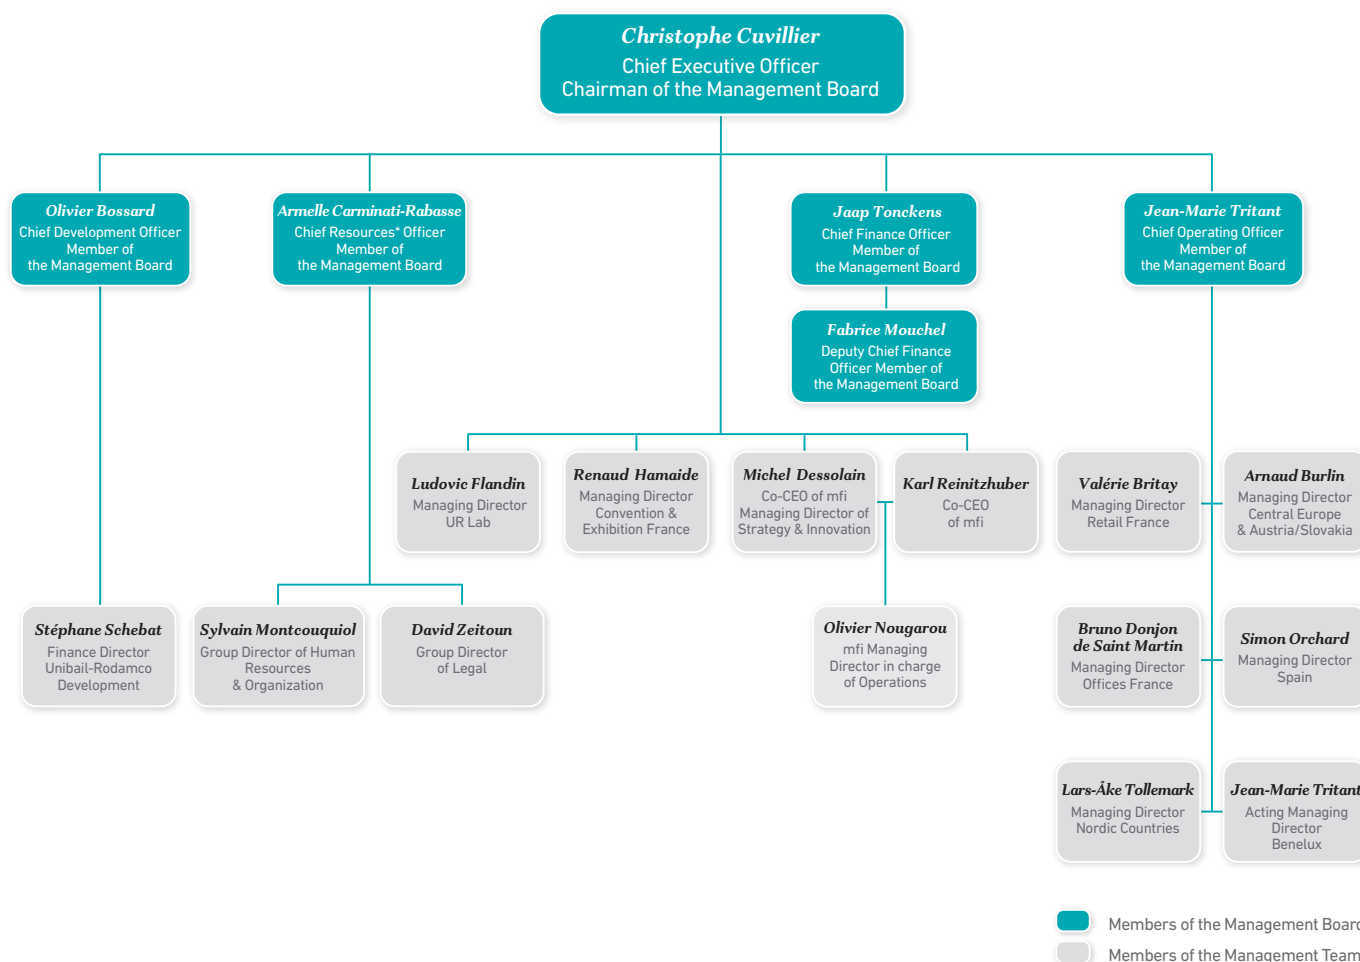 Christophe Cuvillier
Chief Executive Officer
Chairman of the Management Board
Olivier Bossard
Chief Development Officer
Member of
the Management Board
Armelle Carminati-Rabasse
Chief Resources* Officer
Member of
the Management Board
Jaap Tonckens
Chief Finance Officer
Member of
the Management Board
Jean-Marie Tritant
Chief Operating Officer
Member of
the Management Board
Fabrice Mouchel
Deputy Chief Finance
Officer Member of
the Management Board
Ludovic Flandin
Managing Director
UR Lab
Renaud Hamaide
Managing Director
Convention &
Exhibition France
Michel Dessolain
Co-CEO of mfi
Managing Director of
Strategy & Innovation
Karl Reinitzhuber
Co-CEO
of mfi
Valérie Britay
Managing Director
Retail France
Arnaud Burlin
Managing Director
Central Europe
& Austria/Slovakia
Stéphane Schebat
Finance Director
Unibail-Rodamco
Development
Sylvain Montcouquiol
Group Director of Human
Resources
& Organization
David Zeitoun
Group Director
of Legal
Olivier Nougarou
mfi Managing
Director in charge
of Operations
Bruno Donjon
de Saint Martin
Managing Director
Offices France
Simon Orchard
Managing Director
Spain
Lars-Åke Tollemark
Managing Director
Nordic Countries
Jean-Marie Tritant
Acting Managing
Director
Benelux
Members of the Management Board
Members of the Management Team